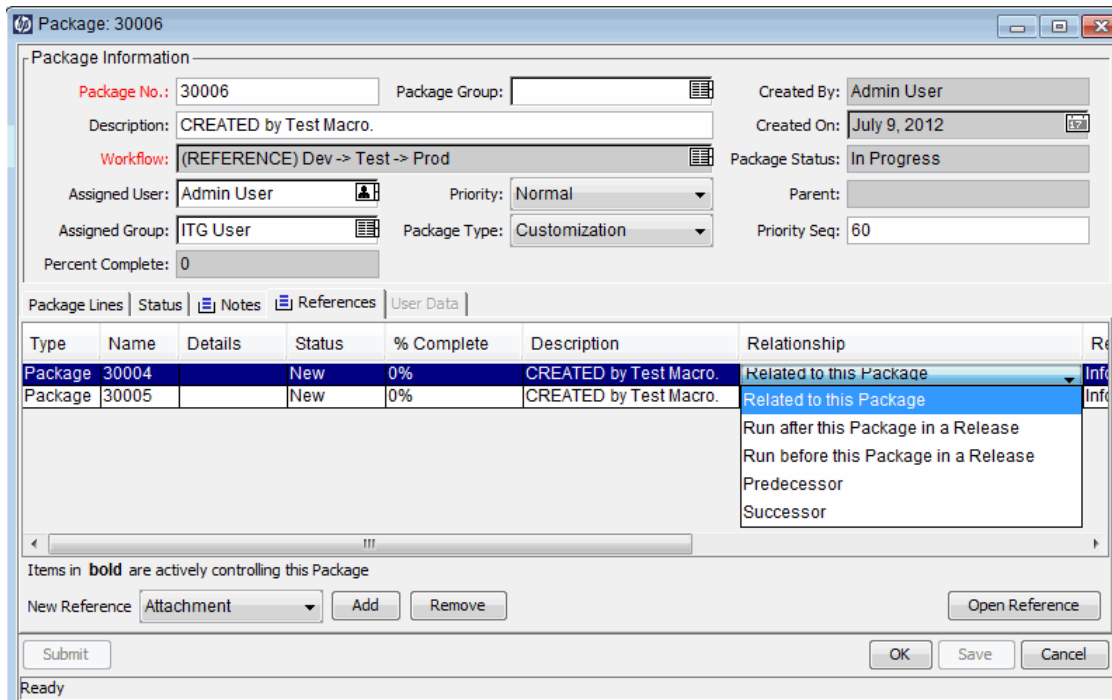 Package: 30006
Package Information
Package No.: 30006 Package Group: Created By: Admin User
Description: CREATED by Test Macro. Created On: July 9, 2012
Workflow: (REFERENCE) Dev -> Test -> Prod Package Status: In Progress
Assigned User: Admin User Priority: Normal Parent:
Assigned Group: ITG User Package Type: Customization Priority Seq: 60
Percent Complete: 0
Package Lines Status Notes References User Data
Type Name Details Status % Complete Description Relationship Re
Package 30004 New 0% CREATED by Test Macro. Related to this Package Info
Package 30005 New 0% CREATED by Test Macro. Info
Related to this Package
Run after this Package in a Release
Run before this Package in a Release
Predecessor
Successor
Items in bold are actively controlling this Package
New Reference Attachment Add Remove Open Reference
Submit OK Save Cancel
Ready